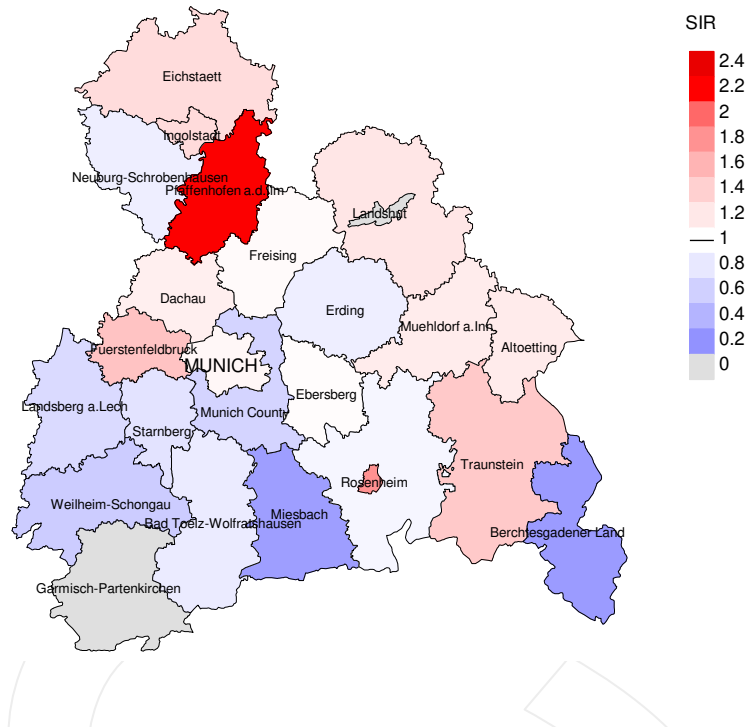 SIR
2.4
2.2
2
1.8
1.6
1.4
1.2
1
0.8
0.6
0.4
0.2
0
Eichstaett
Ingolstadt
Neuburg-Schrobenhausen
Pfaffenhofen a.d.Ilm
Landshut
Freising
Dachau
Erding
Muehldorf a.Inn
Altoetting
Fuerstenfeldbruck
MUNICH
Ebersberg
Landsberg a.Lech
Munich County
Starnberg
Traunstein
Rosenheim
Weilheim-Schongau
Miesbach
Bad Toelz-Wolfratshausen
Berchtesgadener Land
Garmisch-Partenkirchen